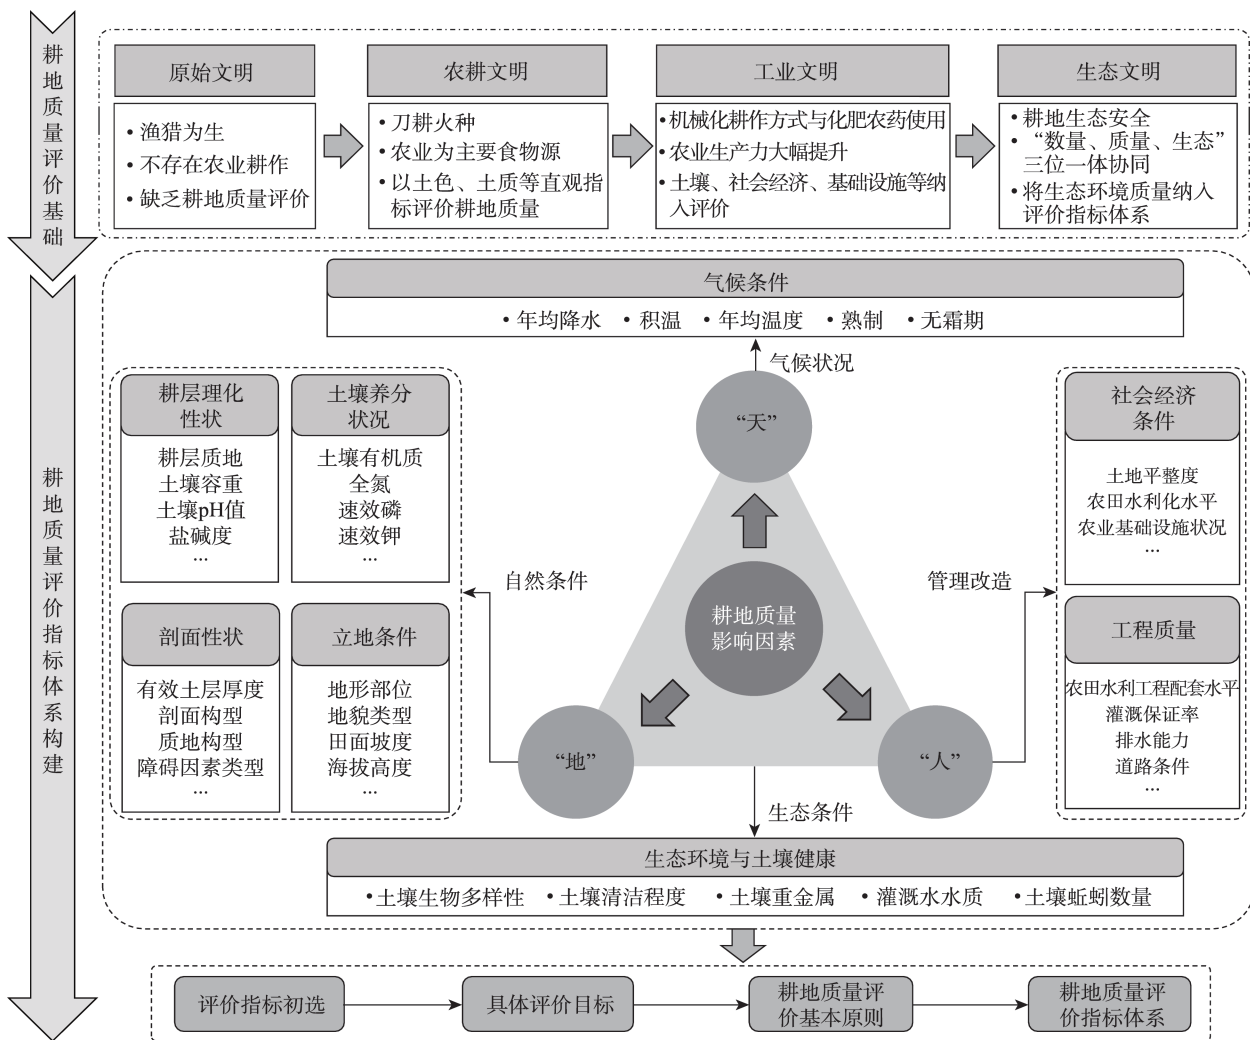 耕地质量评价基础
原始文明
• 渔猎为生
• 不存在农业耕作
• 缺乏耕地质量评价
农耕文明
• 刀耕火种
• 农业为主要食物源
• 以土色、土质等直观指
标评价耕地质量
工业文明
• 机械化耕作方式与化肥农药使用
• 农业生产力大幅提升
• 土壤、社会经济、基础设施等纳
入评价
生态文明
• 耕地生态安全
• “数量、质量、生态”
三位一体协同
• 将生态环境质量纳入
评价指标体系
耕地质量评价指标体系构建
气候条件
• 年均降水 • 积温 • 年均温度 • 熟制 • 无霜期
气候状况
“天”
耕层理化
性状
耕层质地
土壤容重
土壤pH值
盐碱度
...
土壤养分
状况
土壤有机质
全氮
速效磷
速效钾
...
剖面性状
有效土层厚度
剖面构型
质地构型
障碍因素类型
...
立地条件
地形部位
地貌类型
田面坡度
海拔高度
...
自然条件
耕地质量
影响因素
“地”
“人”
管理改造
社会经济
条件
土地平整度
农田水利化水平
农业基础设施状况
...
工程质量
农田水利工程配套水平
灌溉保证率
排水能力
道路条件
...
生态条件
生态环境与土壤健康
• 土壤生物多样性 • 土壤清洁程度 • 土壤重金属 • 灌溉水水质 • 土壤蚯蚓数量
评价指标初选
具体评价目标
耕地质量评
价基本原则
耕地质量评
价指标体系